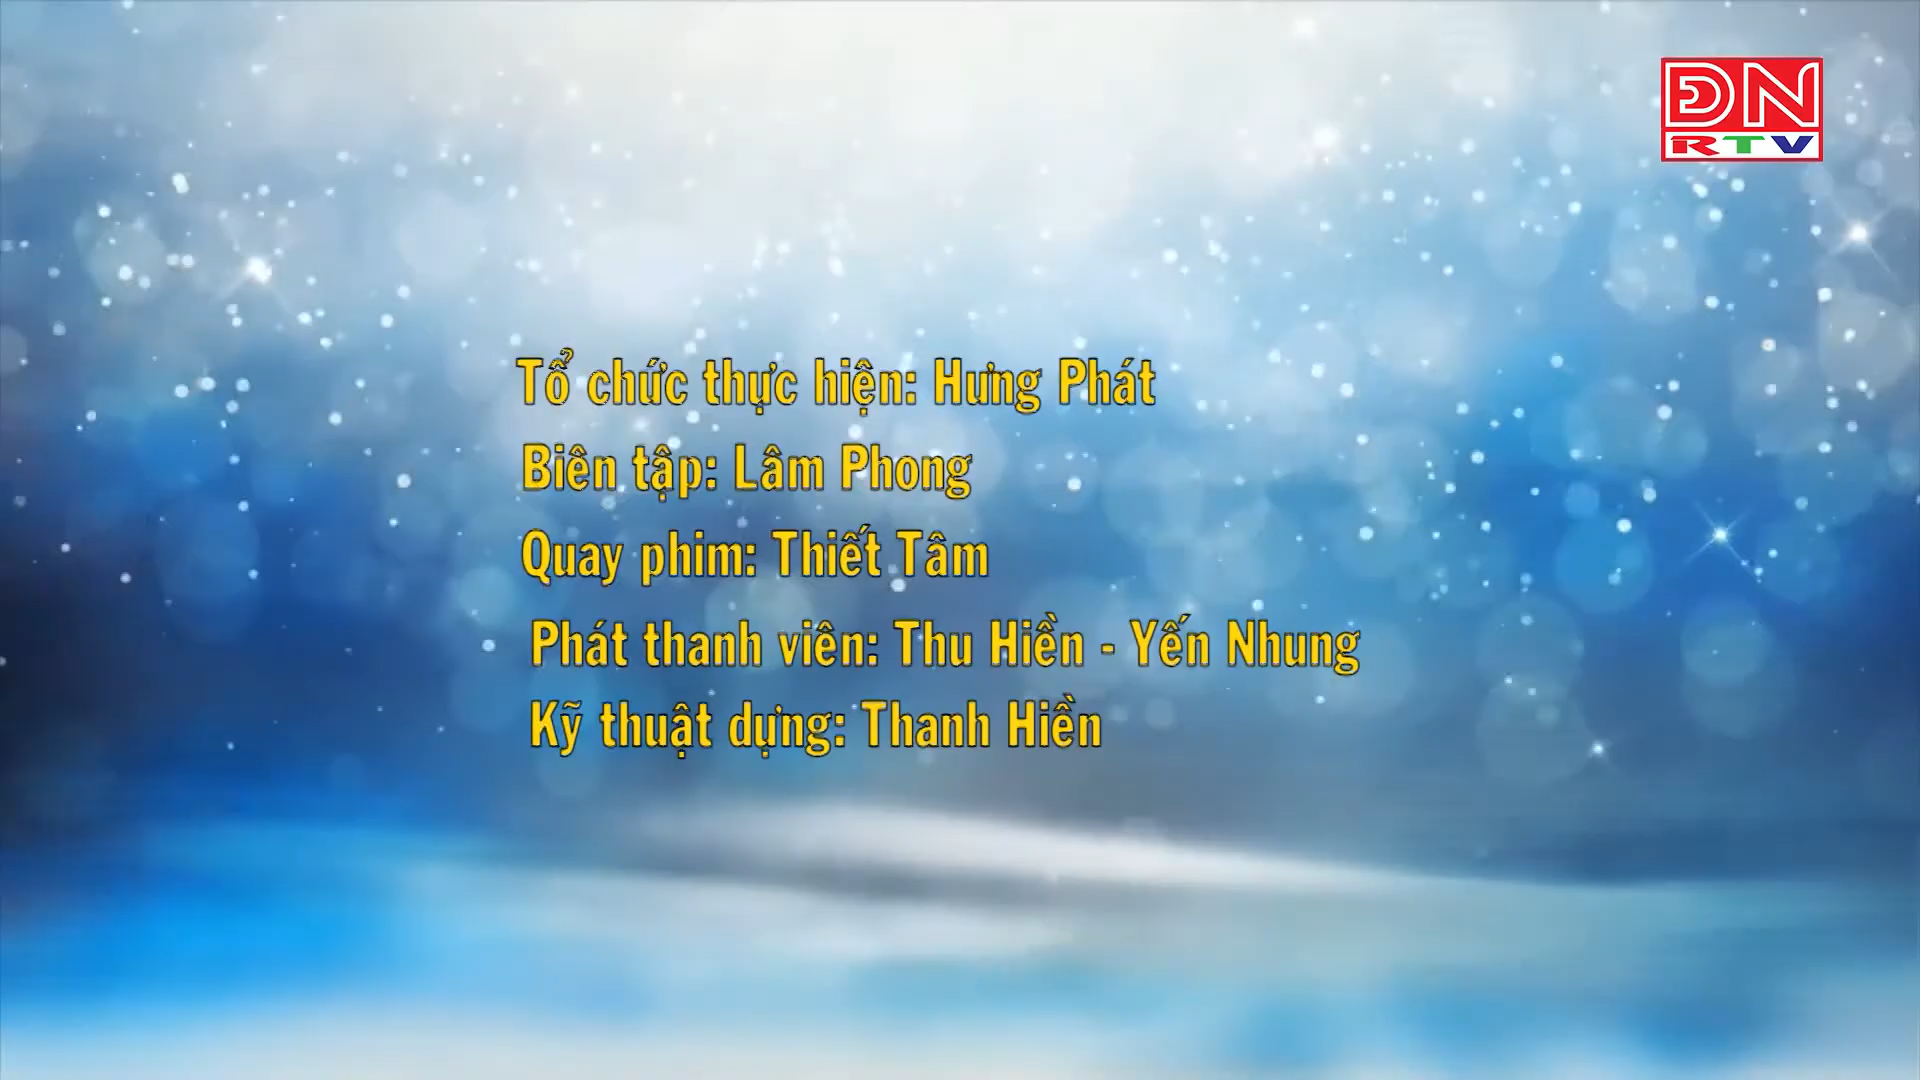 ĐN
RTV
Tổ chức thực hiện: Hưng Phát
Biên tập: Lâm Phong
Quay phim: Thiết Tâm
Phát thanh viên: Thu Hiền - Yến Nhung
Kỹ thuật dựng: Thanh Hiền